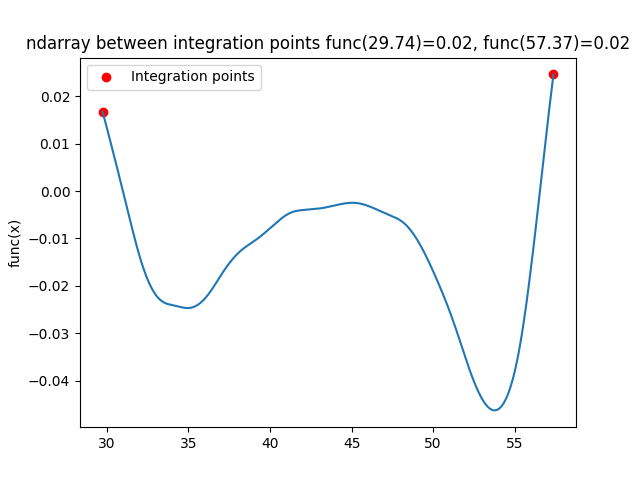 ndarray between integration points func(29.74)=0.02, func(57.37)=0.02
Integration points
func(x)
0.02
0.01
0.00
−0.01
−0.02
−0.03
−0.04
30 35 40 45 50 55